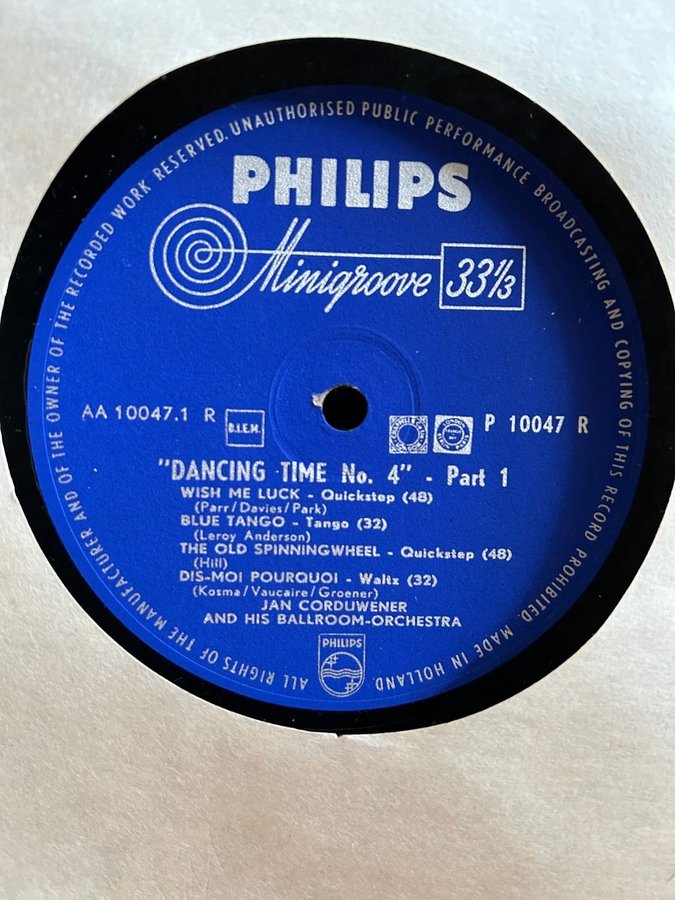 ALL RIGHTS OF THE MANUFACTURER AND OF THE OWNER OF THE RECORDED WORK RESERVED. UNAUTHORISED PUBLIC PERFORMANCE BROADCASTING AND COPYING OF THIS RECORD PROHIBITED. MADE IN HOLLAND
PHILIPS
Minigroove 33 1/3
AA 10047.1 R B.I.E.M. P 10047 R
"DANCING TIME No. 4" - Part 1
WISH ME LUCK - Quickstep (48)
(Parr/Davies/Park)
BLUE TANGO - Tango (32)
(Leroy Anderson)
THE OLD SPINNINGWHEEL - Quickstep (48)
(Hill)
DIS-MOI POURQUOI - Waltz (32)
(Kosma/Vaucaire/Groener)
JAN CORDUWENER
AND HIS BALLROOM-ORCHESTRA
PHILIPS